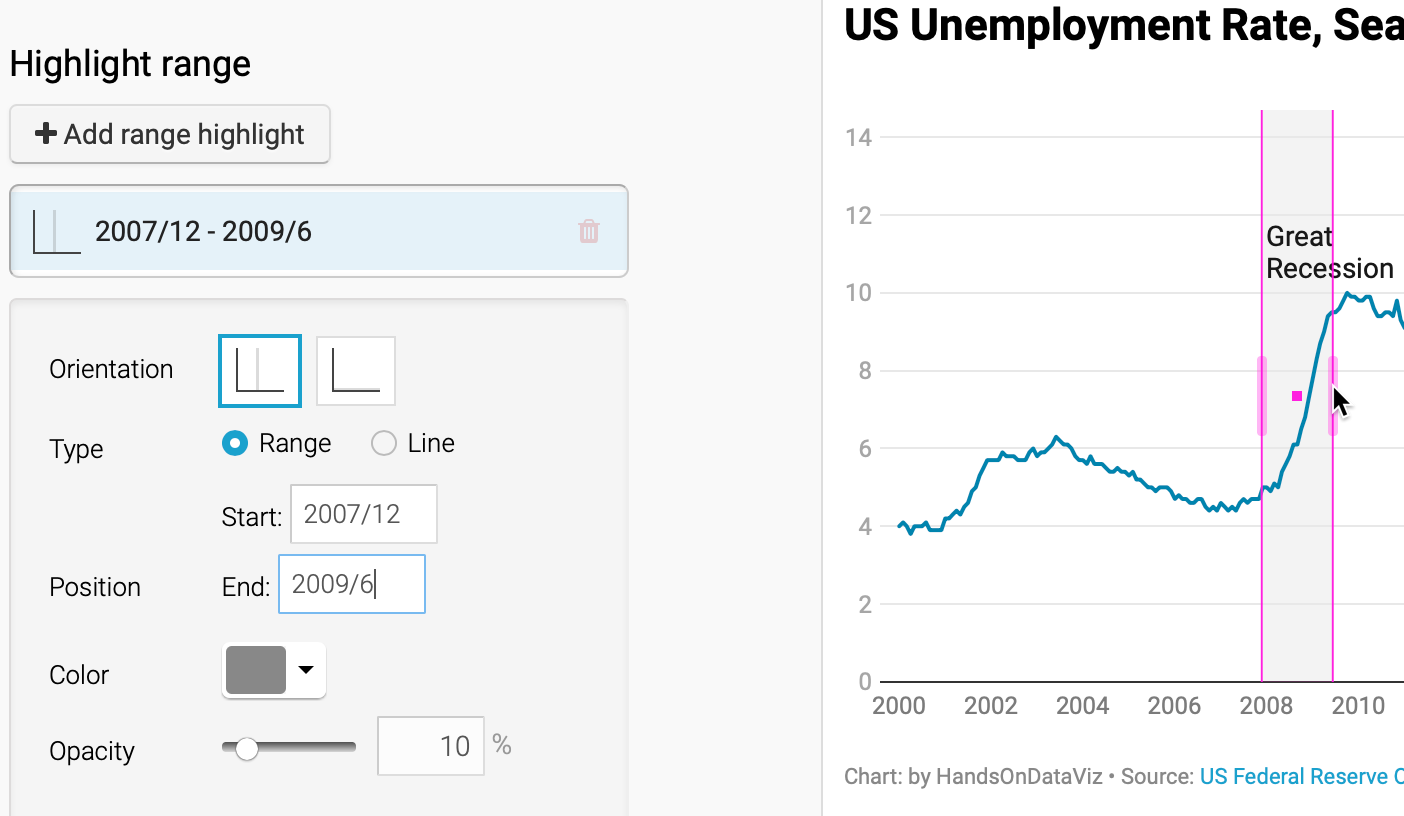 Highlight range
Add range highlight
2007/12 - 2009/6
Orientation
Type
Range
Line
Start: 2007/12
Position
End: 2009/6
Color
Opacity
10 %
US Unemployment Rate, Sea
14
12
10
8
6
4
2
0
Great
Recession
2000 2002 2004 2006 2008 2010
Chart: by HandsOnDataViz • Source: US Federal Reserve